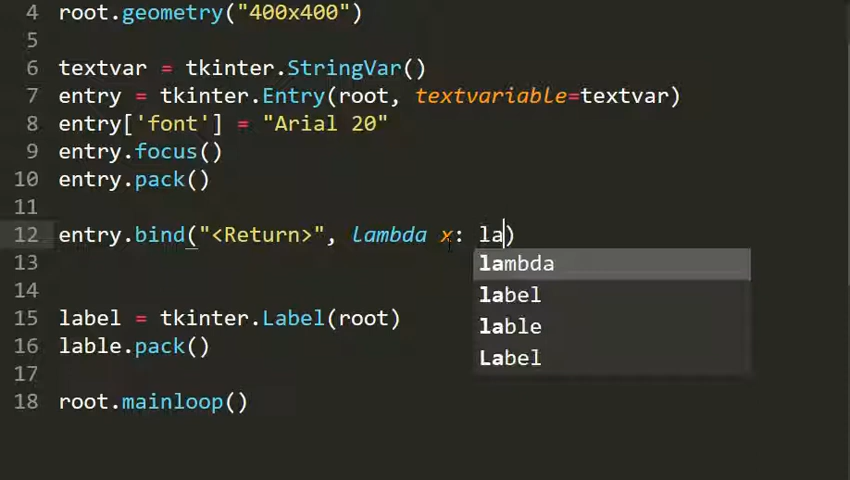 4 root.geometry("400x400")
5
6 textvar = tkinter.StringVar()
7 entry = tkinter.Entry(root, textvariable=textvar)
8 entry['font'] = "Arial 20"
9 entry.focus()
10 entry.pack()
11
12 entry.bind("<Return>", lambda x: la)
13 lambda
14 label
15 label = tkinter.Label(root) lable
16 lable.pack() Label
17
18 root.mainloop()